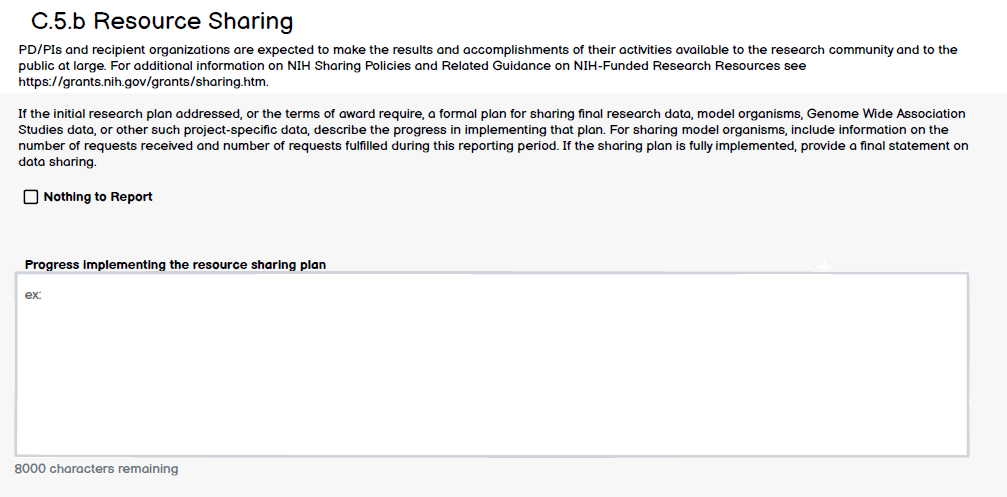 C.5.b Resource Sharing
PD/PIs and recipient organizations are expected to make the results and accomplishments of their activities available to the research community and to the
public at large. For additional information on NIH Sharing Policies and Related Guidance on NIH-Funded Research Resources see
https://grants.nih.gov/grants/sharing.htm.
If the initial research plan addressed, or the terms of award require, a formal plan for sharing final research data, model organisms, Genome Wide Association
Studies data, or other such project-specific data, describe the progress in implementing that plan. For sharing model organisms, include information on the
number of requests received and number of requests fulfilled during this reporting period. If the sharing plan is fully implemented, provide a final statement on
data sharing.
Nothing to Report
Progress implementing the resource sharing plan
ex:
8000 characters remaining